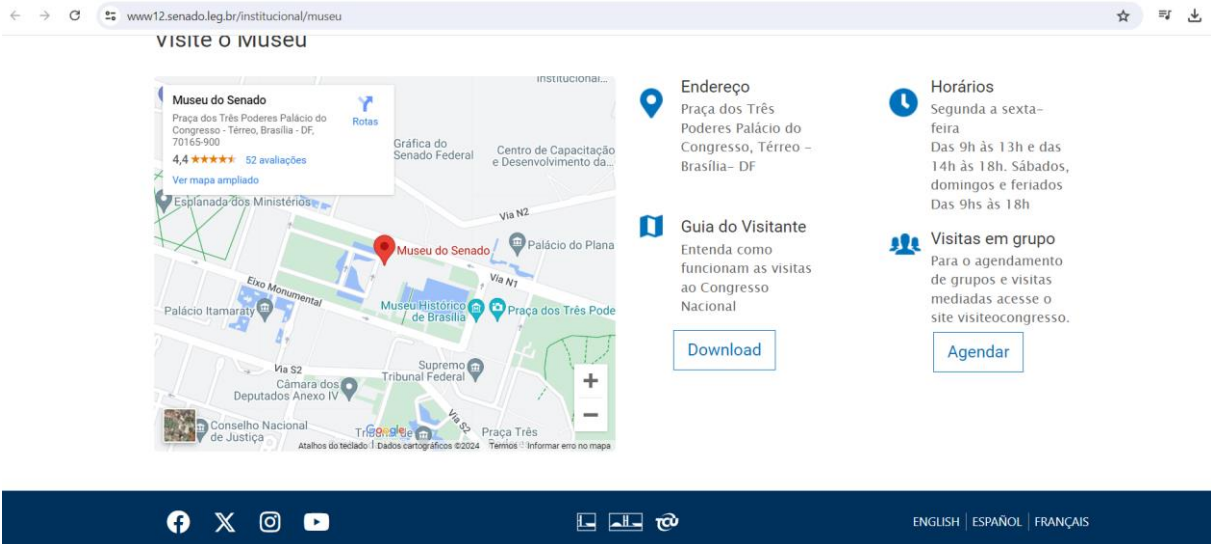 www12.senado.leg.br/institucional/museu
Visite o Museu
Museu do Senado
Praça dos Três Poderes Palácio do
Congresso - Térreo, Brasília - DF,
70165-900
4,4
52 avaliações
Ver mapa ampliado
Rotas
Institucional...
Gráfica do
Senado Federal
Centro de Capacitação
e Desenvolvimento da...
Esplanada dos Ministérios
Via N2
Museu do Senado
Palácio do Plana
Via N1
Eixo Monumental
Palácio Itamaraty
Museu Histórico
de Brasília
Praça dos Três Pode
Via S2
Supremo
Tribunal Federal
Câmara dos
Deputados Anexo IV
Via S2
Conselho Nacional
de Justiça
Google
Praça Três
Atalhos do teclado
Dados cartográficos ©2024
Termos
Informar erro no mapa
Endereço
Praça dos Três
Poderes Palácio do
Congresso, Térreo –
Brasília– DF
Guia do Visitante
Entenda como
funcionam as visitas
ao Congresso
Nacional
Download
Horários
Segunda a sexta–
feira
Das 9h às 13h e das
14h às 18h. Sábados,
domingos e feriados
Das 9hs às 18h
Visitas em grupo
Para o agendamento
de grupos e visitas
mediadas acesse o
site visiteocongresso.
Agendar
ENGLISH | ESPAÑOL | FRANÇAIS